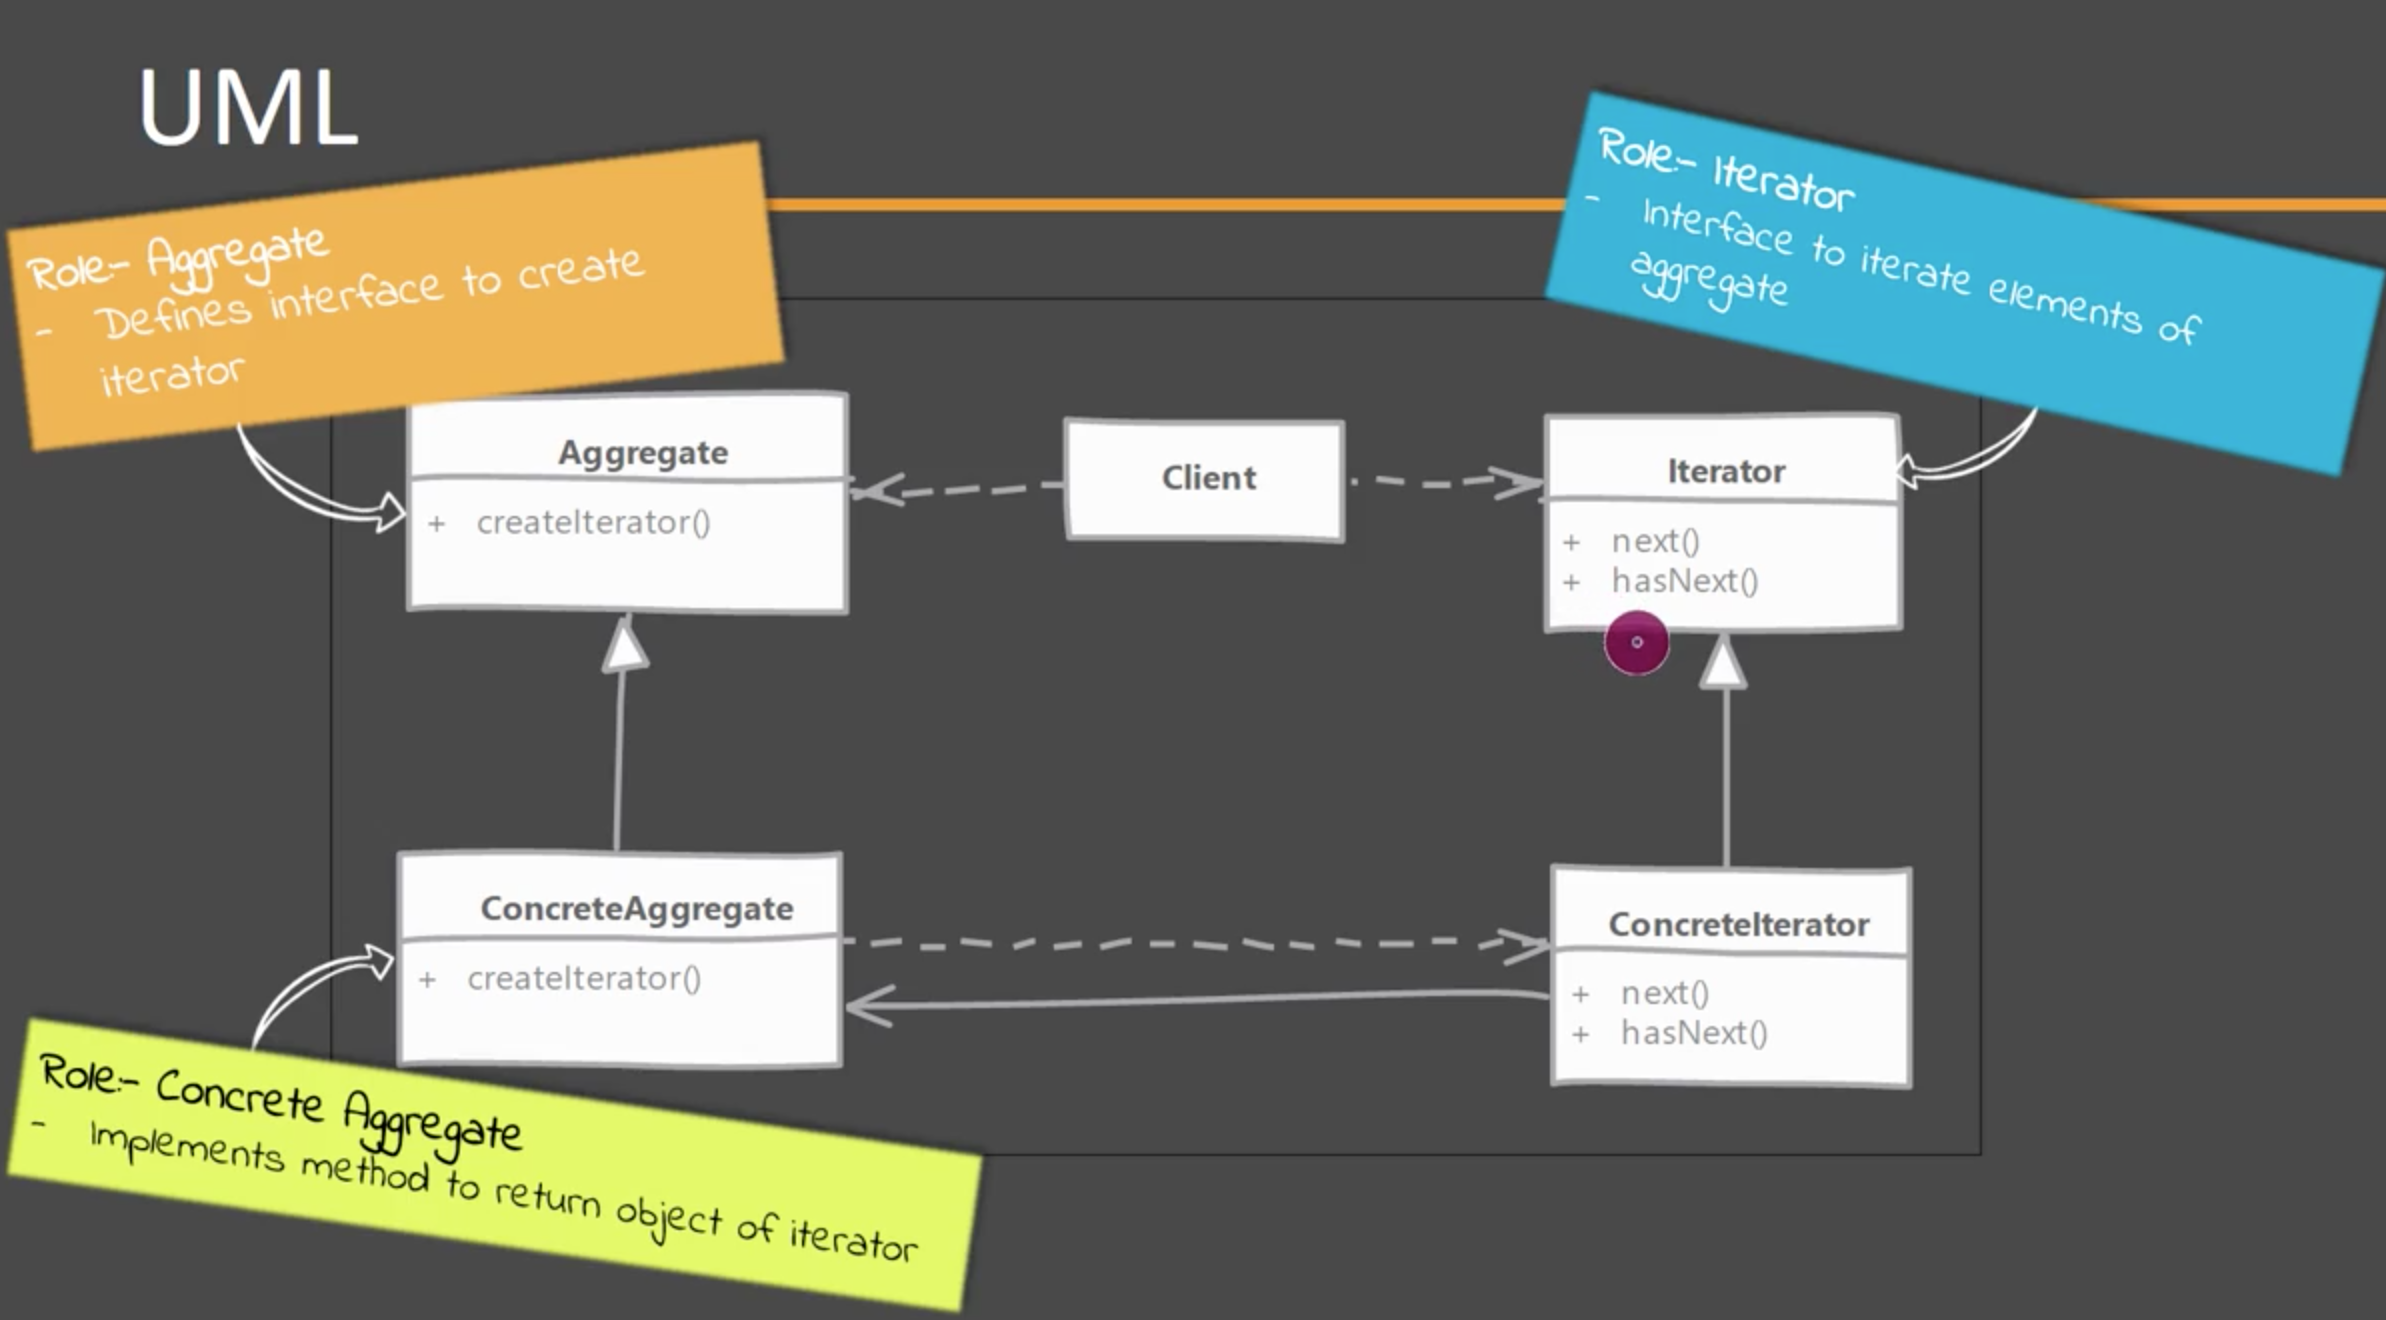 UML
Role:- Aggregate
- Defines interface to create
iterator
Role:- Iterator
- Interface to iterate elements of
aggregate
Aggregate
+ createIterator()
Client
Iterator
+ next()
+ hasNext()
ConcreteAggregate
+ createIterator()
ConcreteIterator
+ next()
+ hasNext()
Role:- Concrete Aggregate
- Implements method to return object of iterator